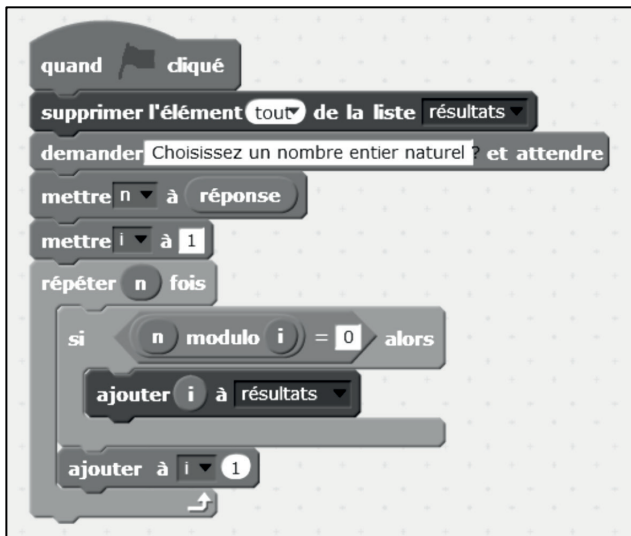 quand cliqué
supprimer l'élément tout de la liste résultats
demander Choisissez un nombre entier naturel ? et attendre
mettre n à réponse
mettre i à 1
répéter n fois
si n modulo i = 0 alors
ajouter i à résultats
ajouter à i 1